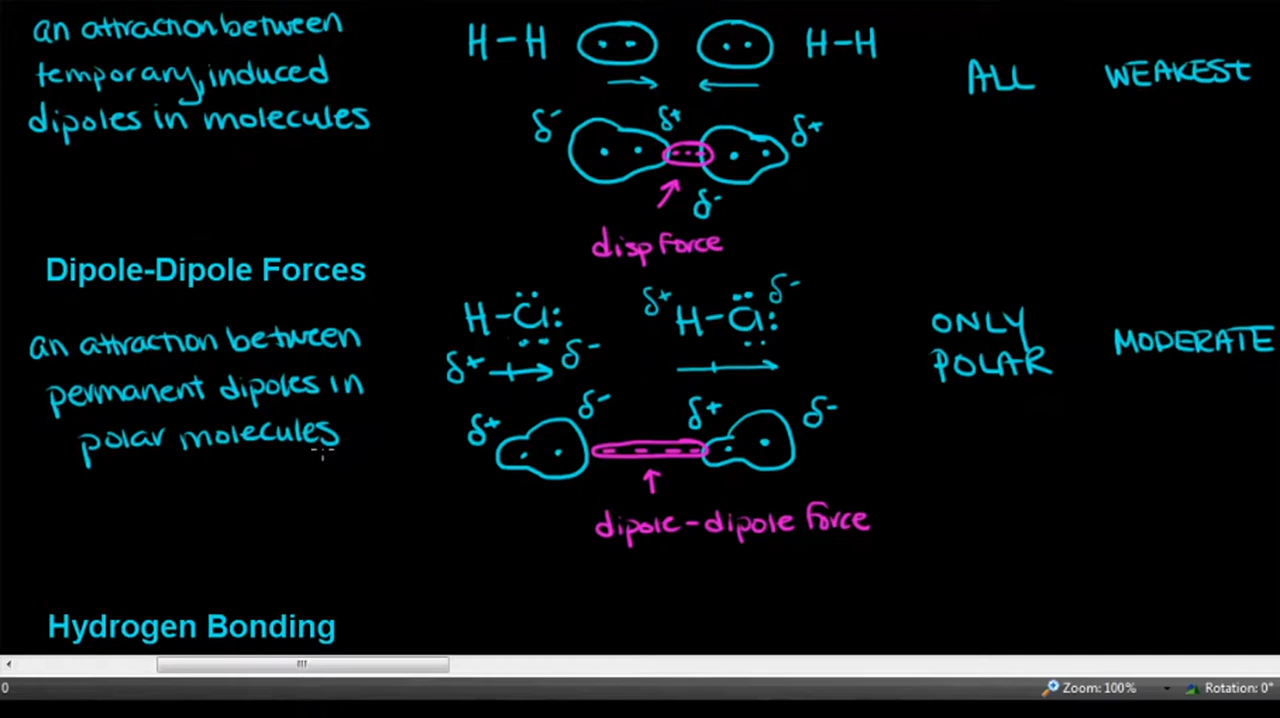 an attraction between
temporary, induced
dipoles in molecules
H-H H-H
ALL WEAKEST
δ- δ+ δ+
δ-
disp force
Dipole-Dipole Forces
an attraction between
permanent dipoles in
polar molecules
H-Cl: δ+ H-Cl: δ-
δ+ δ-
ONLY
POLAR
MODERATE
δ+ δ- δ+ δ-
dipole-dipole force
Hydrogen Bonding
0 Zoom: 100% Rotation: 0°